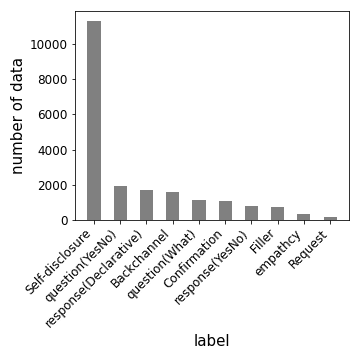 number of data
10000
8000
6000
4000
2000
0
Self-disclosure
question(YesNo)
response(Declarative)
Backchannel
question(What)
Confirmation
response(YesNo)
Filler
empathcy
Request
label